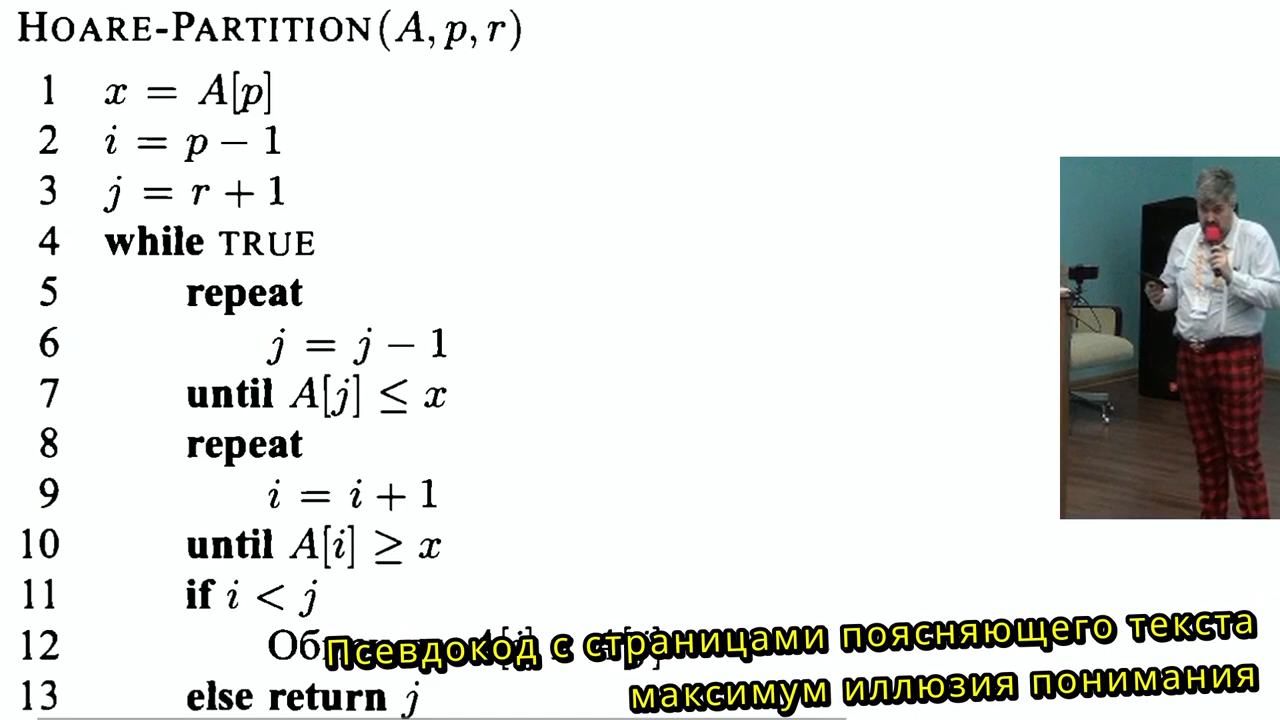 HOARE-PARTITION(A, p, r)
1 x = A[p]
2 i = p − 1
3 j = r + 1
4 while TRUE
5 repeat
6 j = j − 1
7 until A[j] ≤ x
8 repeat
9 i = i + 1
10 until A[i] ≥ x
11 if i < j
12
13 else return j
Псевдокод с страницами поясняющего текста
максимум иллюзия понимания